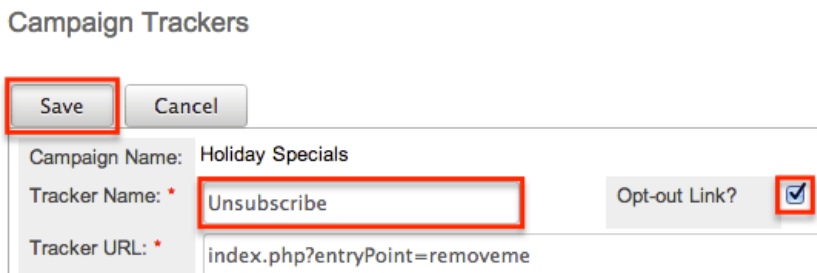 Campaign Trackers
Save Cancel
Campaign Name: Holiday Specials
Tracker Name: * Unsubscribe Opt-out Link?
Tracker URL: * index.php?entryPoint=removeme